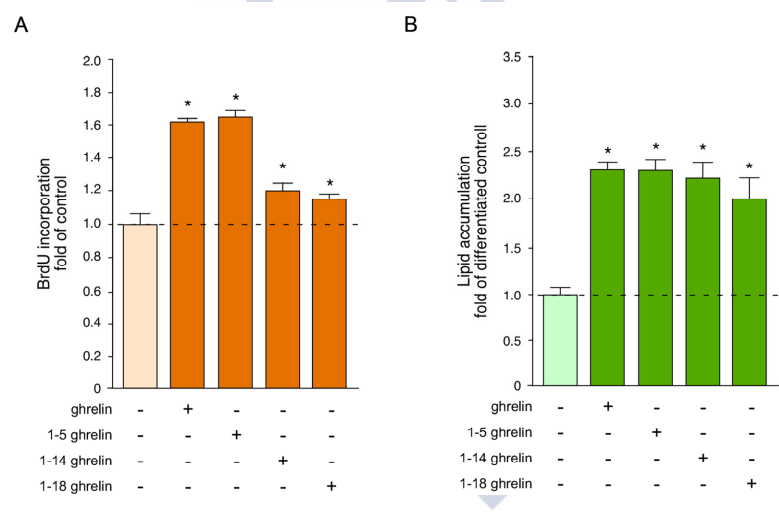 A
BrdU incorporation
fold of control
2.0
1.8
1.6
1.4
1.2
1.0
0.8
0.6
0.4
0.2
0
* * * *
ghrelin - + - - -
1-5 ghrelin - - + - -
1-14 ghrelin - - - + -
1-18 ghrelin - - - - +
B
Lipid accumulation
fold of differentiated controll
3.5
3.0
2.5
2.0
1.5
1.0
0.5
0
* * * *
ghrelin - + - - -
1-5 ghrelin - - + - -
1-14 ghrelin - - - + -
1-18 ghrelin - - - - +